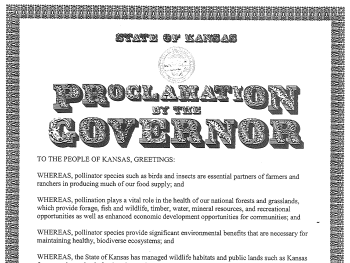 STATE OF KANSAS
PROCLAMATION
BY THE
GOVERNOR
TO THE PEOPLE OF KANSAS, GREETINGS:
WHEREAS, pollinator species such as birds and insects are essential partners of farmers and
ranchers in producing much of our food supply; and
WHEREAS, pollination plays a vital role in the health of our national forests and grasslands,
which provide forage, fish and wildlife, timber, water, mineral resources, and recreational
opportunities as well as enhanced economic development opportunities for communities; and
WHEREAS, pollinator species provide significant environmental benefits that are necessary for
maintaining healthy, biodiverse ecosystems; and
WHEREAS, the State of Kansas has managed wildlife habitats and public lands such as Kansas